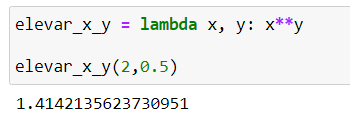 elevar_x_y = lambda x, y: x**y
elevar_x_y(2,0.5)
1.4142135623730951